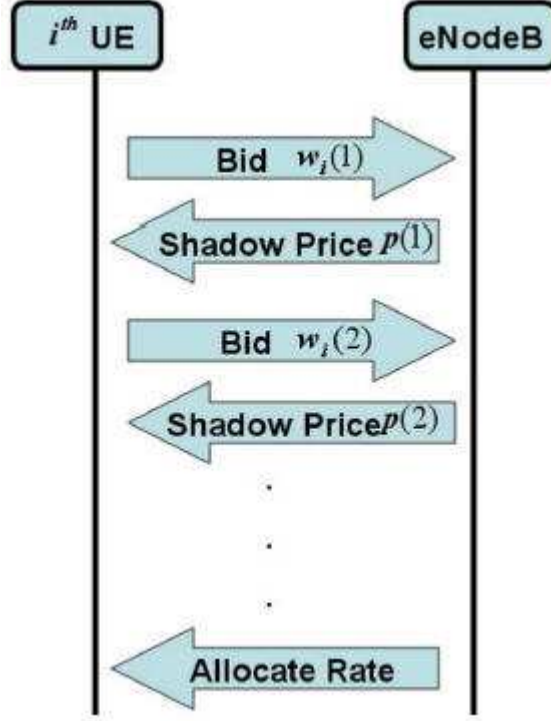 i^th UE
eNodeB
Bid w_i(1)
Shadow Price p(1)
Bid w_i(2)
Shadow Price p(2)
.
.
.
Allocate Rate